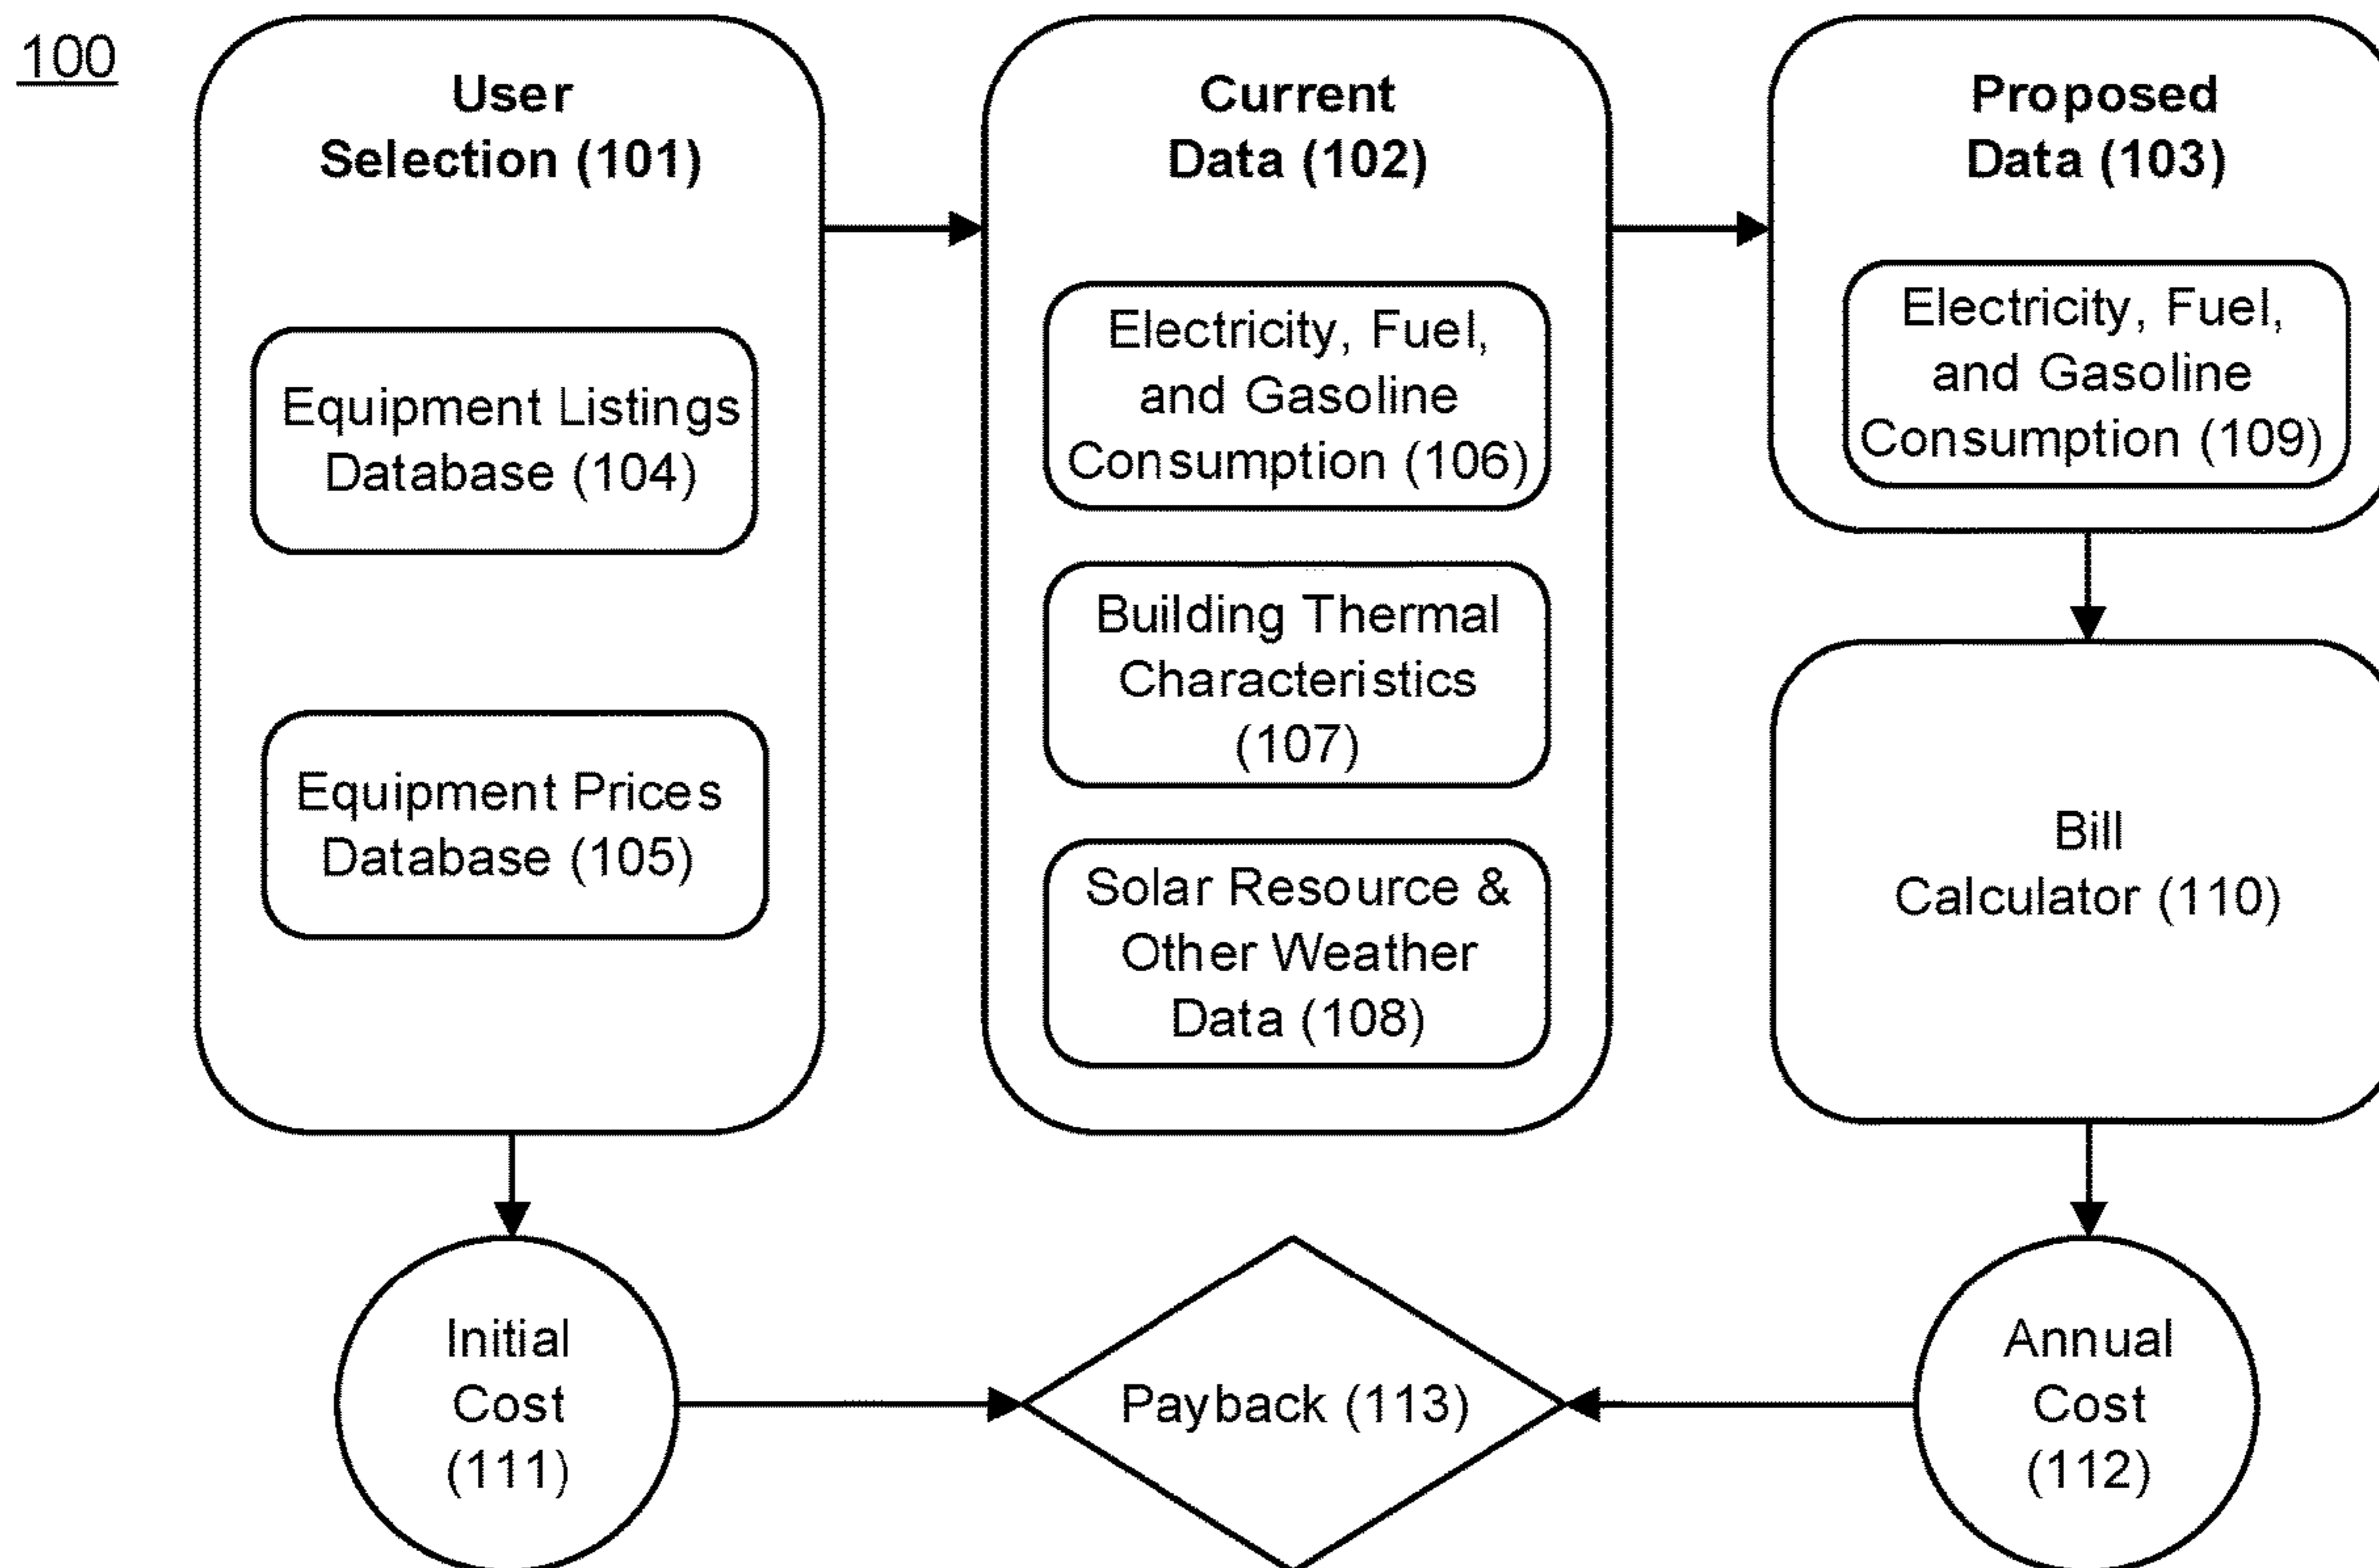 100
User
Selection (101)
Equipment Listings
Database (104)
Equipment Prices
Database (105)
Current
Data (102)
Electricity, Fuel,
and Gasoline
Consumption (106)
Building Thermal
Characteristics
(107)
Solar Resource &
Other Weather
Data (108)
Proposed
Data (103)
Electricity, Fuel,
and Gasoline
Consumption (109)
Bill
Calculator (110)
Initial
Cost
(111)
Payback (113)
Annual
Cost
(112)